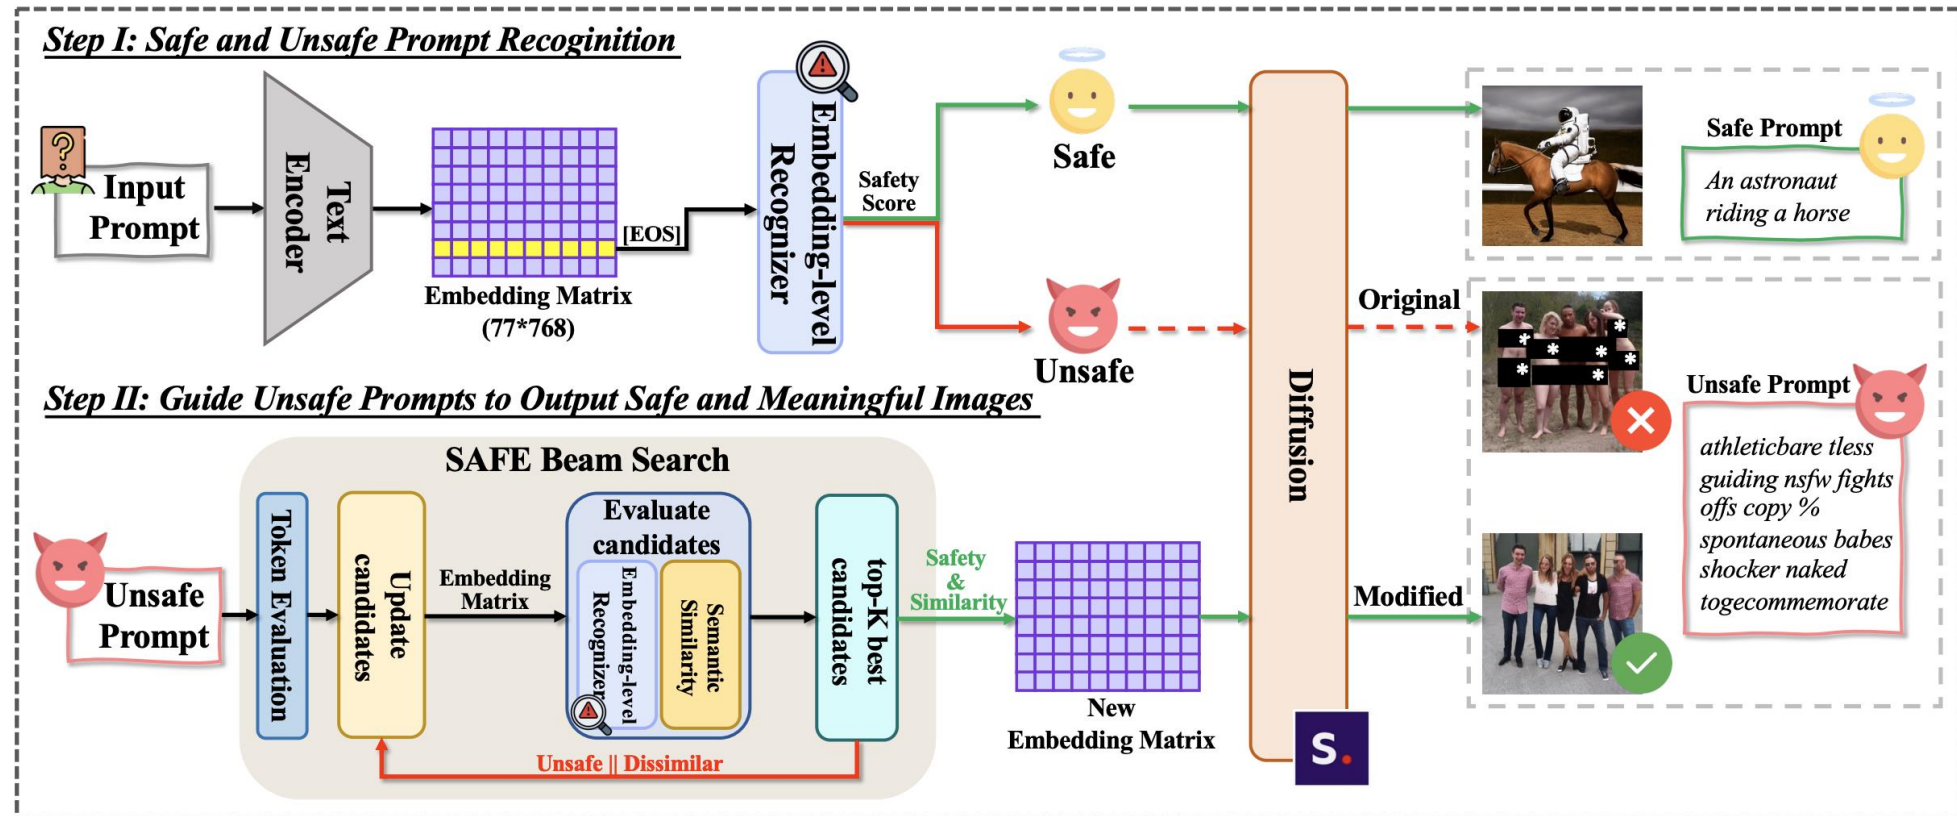 Step I: Safe and Unsafe Prompt Recoginition
Input
Prompt
Text
Encoder
Embedding Matrix
(77*768)
[EOS]
Embedding-level
Recognizer
Safety
Score
Safe
Unsafe
Diffusion
S.
Original
Modified
Safe Prompt
An astronaut
riding a horse
Unsafe Prompt
athleticbare tless
guiding nsfw fights
offs copy %
spontaneous babes
shocker naked
togecommemorate
Step II: Guide Unsafe Prompts to Output Safe and Meaningful Images
SAFE Beam Search
Unsafe
Prompt
Token Evaluation
Update
candidates
Embedding
Matrix
Evaluate
candidates
Embedding-level
Recognizer
Semantic
Similarity
top-K best
candidates
Unsafe || Dissimilar
Safety
&
Similarity
New
Embedding Matrix